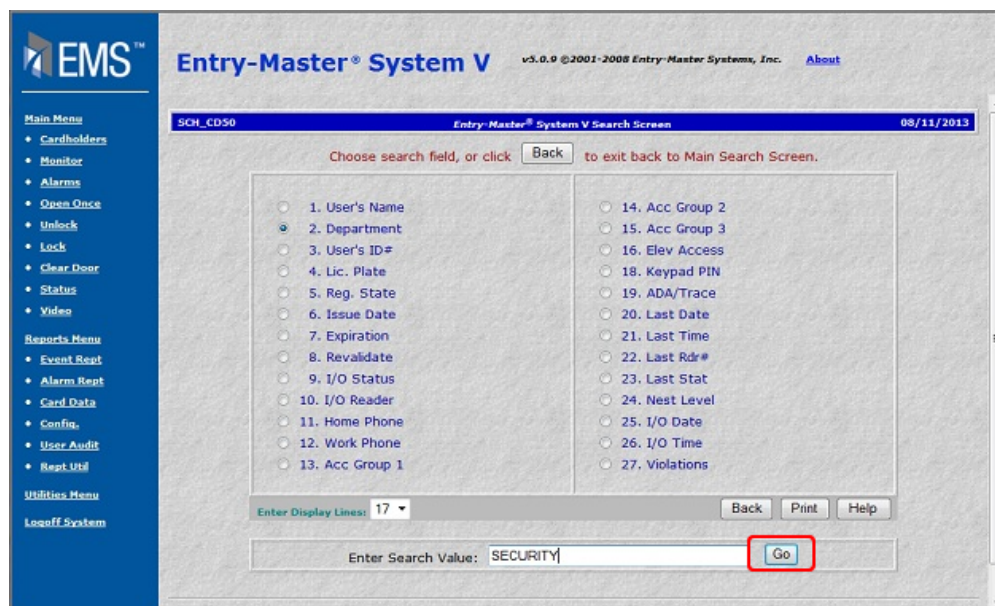 EMS™
Entry-Master® System V
v5.0.9 ©2001-2008 Entry-Master Systems, Inc.
About
Main Menu
Cardholders
Monitor
Alarms
Open Once
Unlock
Lock
Clear Door
Status
Video
Reports Menu
Event Rept
Alarm Rept
Card Data
Config.
User Audit
Rept Util
Utilities Menu
Logoff System
SCH_CD50 Entry-Master® System V Search Screen 08/11/2013
Choose search field, or click Back to exit back to Main Search Screen.
1. User's Name
2. Department
3. User's ID#
4. Lic. Plate
5. Reg. State
6. Issue Date
7. Expiration
8. Revalidate
9. I/O Status
10. I/O Reader
11. Home Phone
12. Work Phone
13. Acc Group 1
14. Acc Group 2
15. Acc Group 3
16. Elev Access
18. Keypad PIN
19. ADA/Trace
20. Last Date
21. Last Time
22. Last Rdr#
23. Last Stat
24. Nest Level
25. I/O Date
26. I/O Time
27. Violations
Enter Display Lines: 17 Back Print Help
Enter Search Value: SECURITY Go